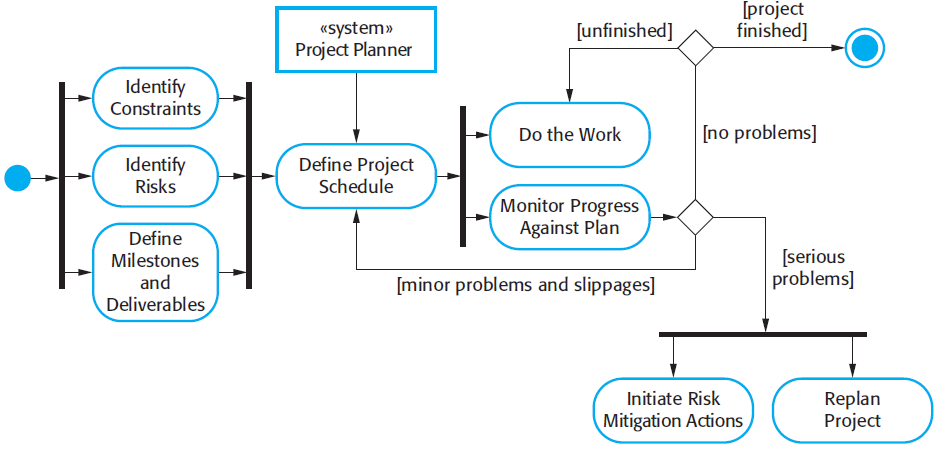 «system»
Project Planner
[project
finished]
[unfinished]
Identify
Constraints
Do the Work
[no problems]
Identify
Risks
Define Project
Schedule
Monitor Progress
Against Plan
Define
Milestones
and
Deliverables
[minor problems and slippages]
[serious
problems]
Initiate Risk
Mitigation Actions
Replan
Project